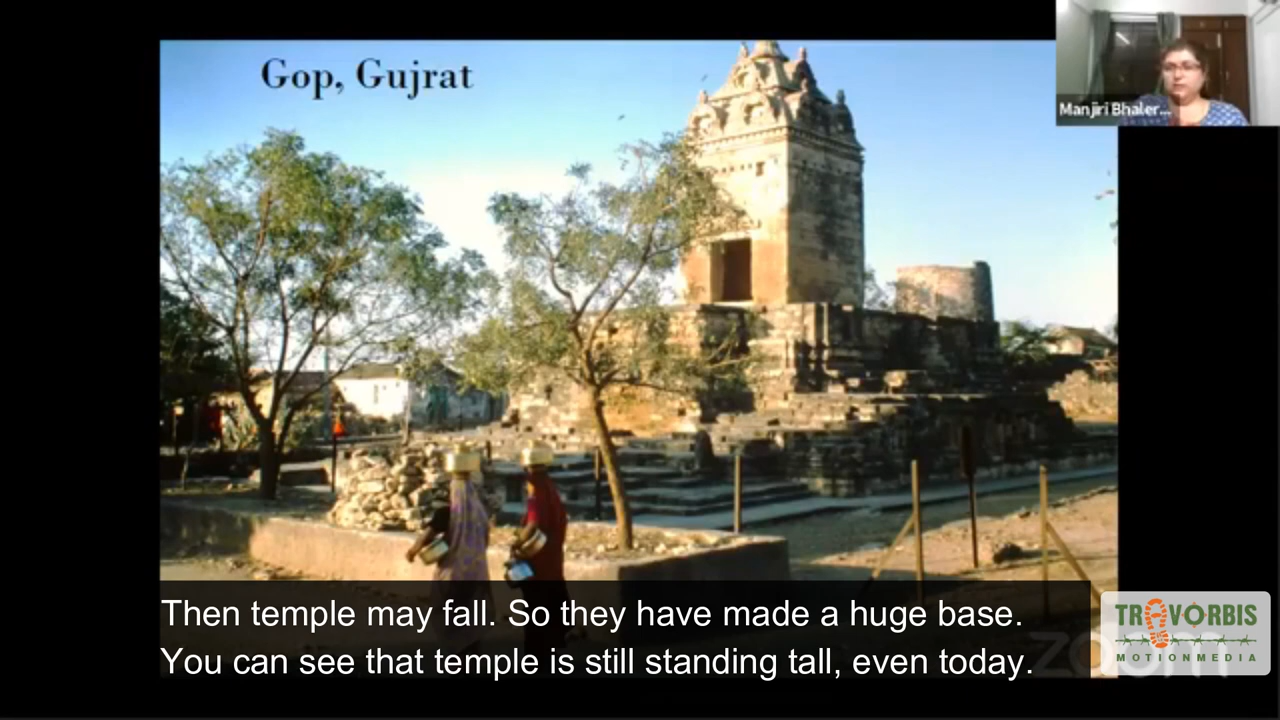 Gop, Gujrat
Manjiri Bhaler...
Then temple may fall. So they have made a huge base.
You can see that temple is still standing tall, even today.
zoom
TRAVORBIS
MOTIONMEDIA